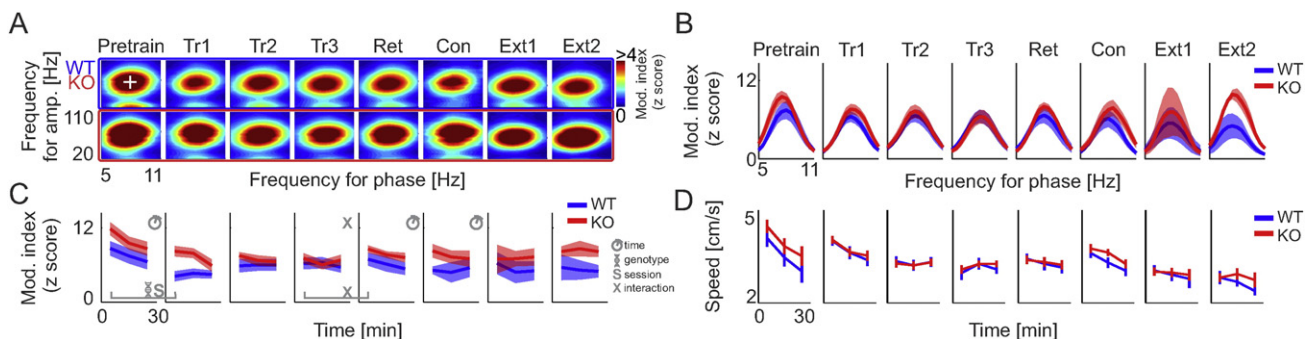 A
Pretrain Tr1 Tr2 Tr3 Ret Con Ext1 Ext2
Frequency for amp. [Hz]
WT
KO
110
20
5 11
Frequency for phase [Hz]
>4
0
Mod. index (z score)
B
Pretrain Tr1 Tr2 Tr3 Ret Con Ext1 Ext2
Mod. index (z score)
12
0
5 11
Frequency for phase [Hz]
WT
KO
C
Mod. index (z score)
12
0
S
x
x
0 30
Time [min]
WT
KO
time
genotype
S session
x interaction
D
Speed [cm/s]
5
2
0 30
Time [min]
WT
KO